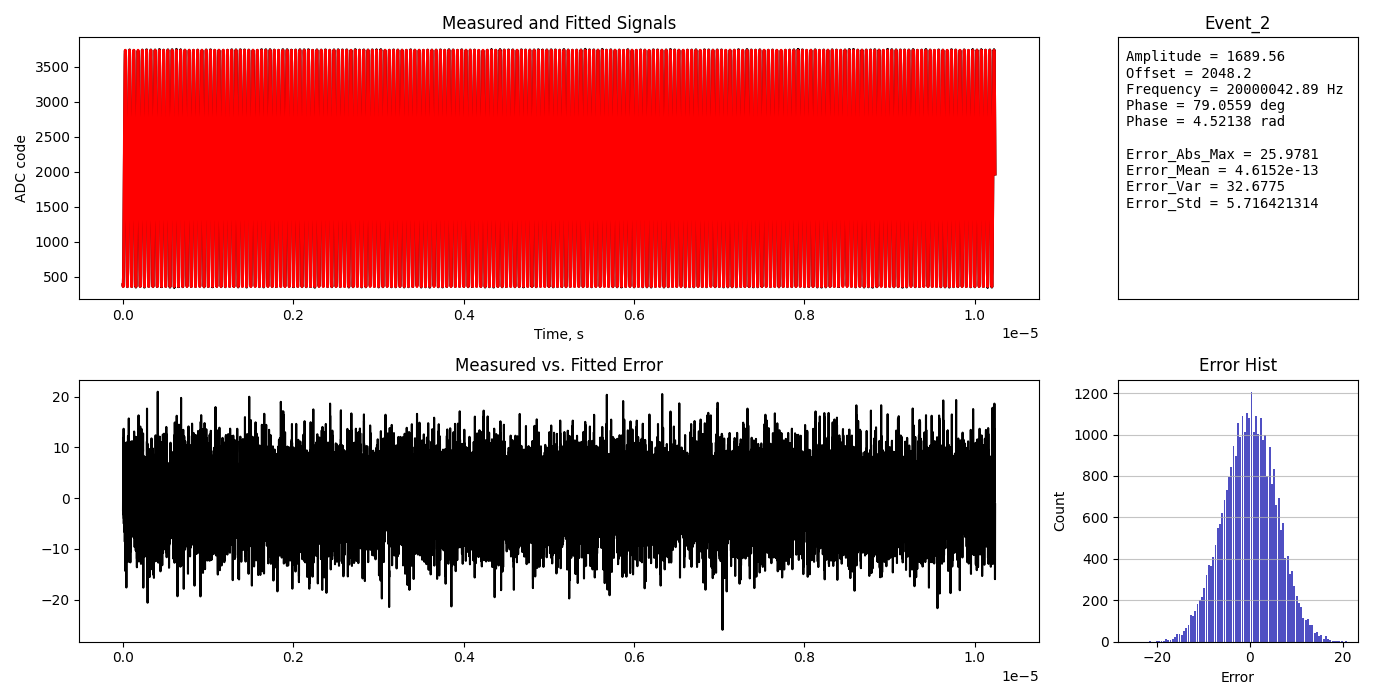 Measured and Fitted Signals
ADC code
3500
3000
2500
2000
1500
1000
500
0.0 0.2 0.4 0.6 0.8 1.0
1e−5
Time, s
Event_2
Amplitude = 1689.56
Offset = 2048.2
Frequency = 20000042.89 Hz
Phase = 79.0559 deg
Phase = 4.52138 rad
Error_Abs_Max = 25.9781
Error_Mean = 4.6152e-13
Error_Var = 32.6775
Error_Std = 5.716421314
Measured vs. Fitted Error
20
10
0
−10
−20
0.0 0.2 0.4 0.6 0.8 1.0
1e−5
Error Hist
Count
1200
1000
800
600
400
200
0
−20 0 20
Error